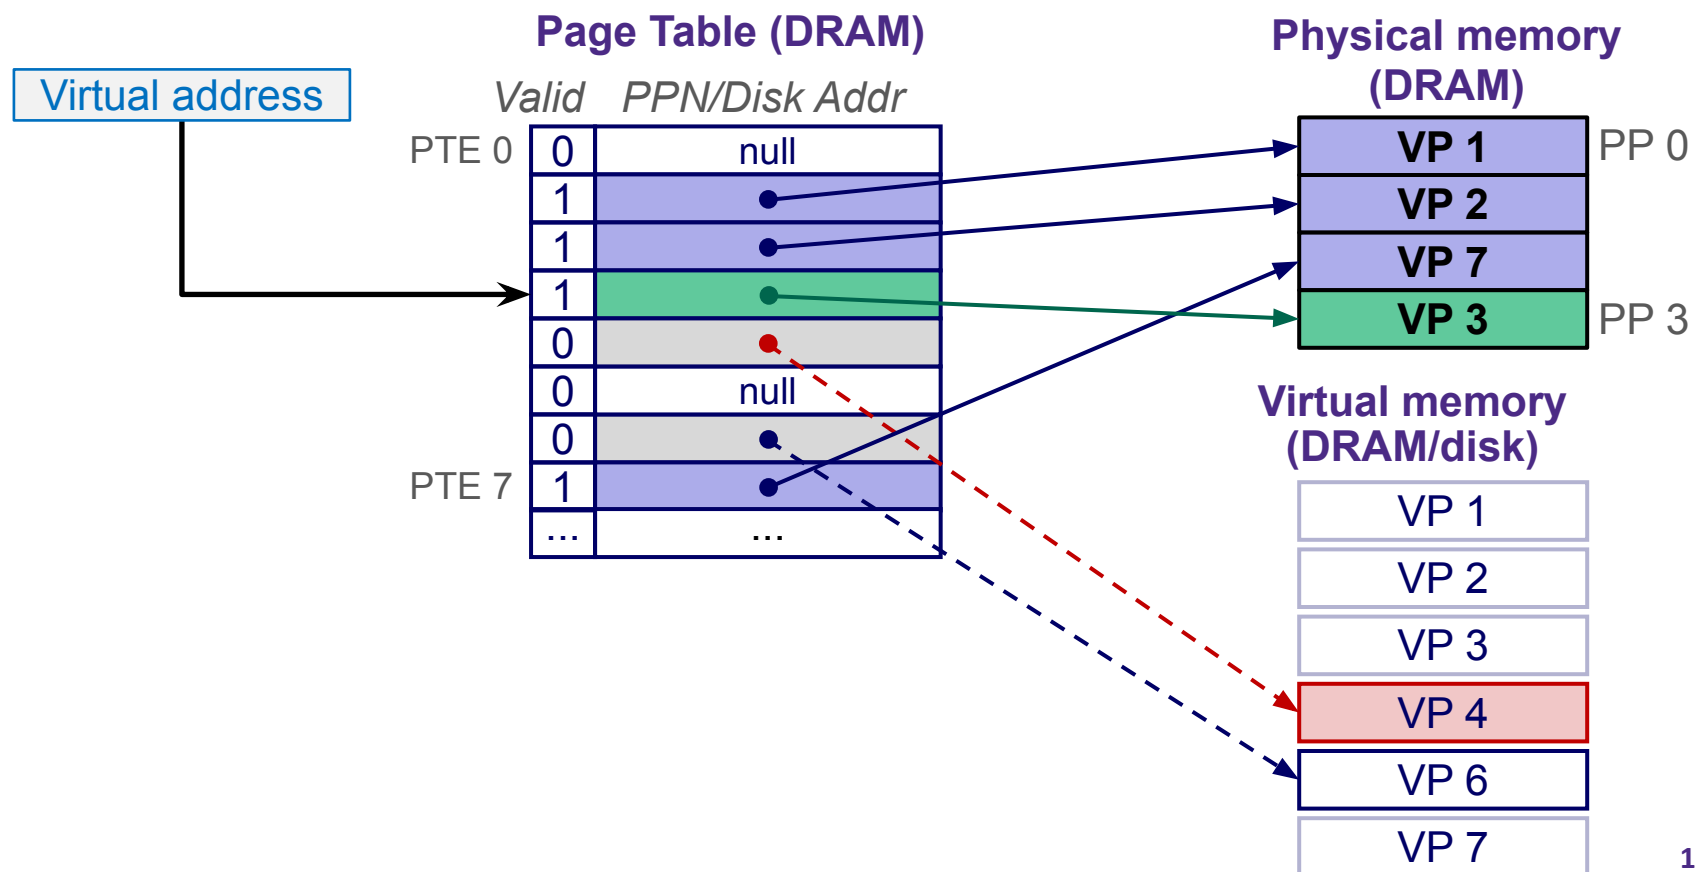 Page Table (DRAM)
Physical memory
(DRAM)
Virtual address
Valid PPN/Disk Addr
PTE 0 0 null
1
1
1
0
0 null
0
PTE 7 1
... ...
VP 1 PP 0
VP 2
VP 7
VP 3 PP 3
Virtual memory
(DRAM/disk)
VP 1
VP 2
VP 3
VP 4
VP 6
VP 7
1